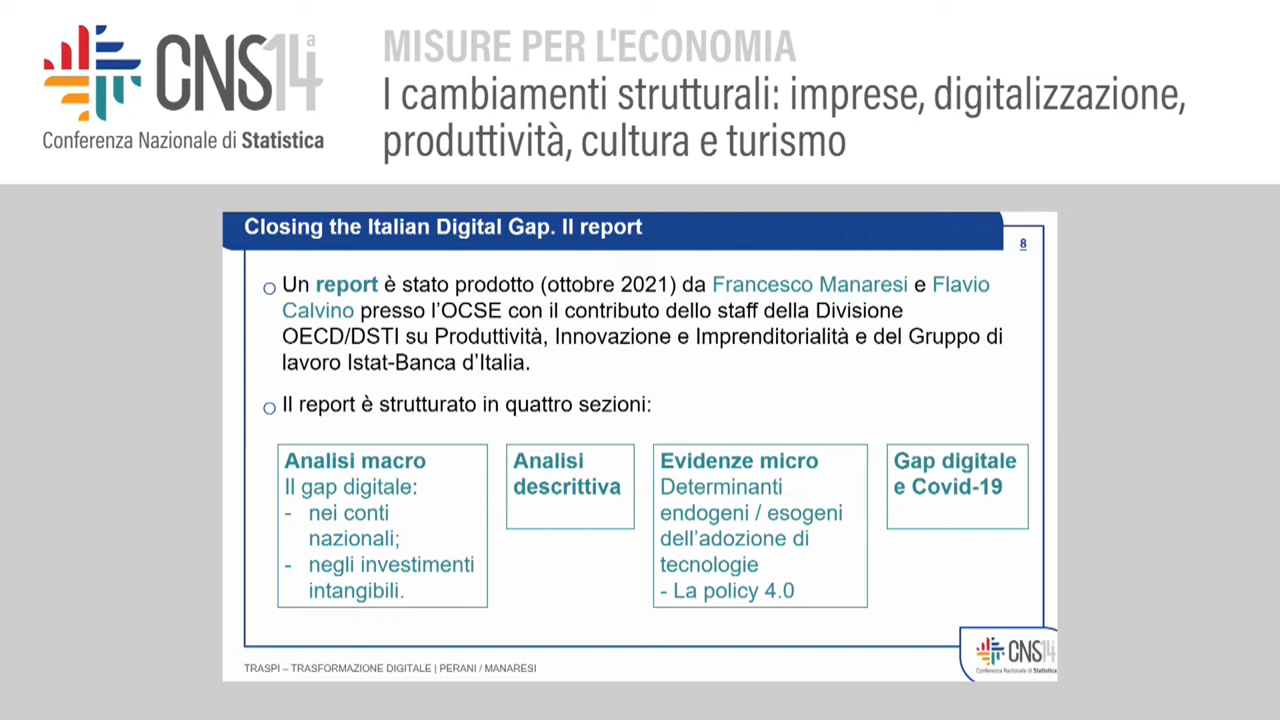 CNS14ª
Conferenza Nazionale di Statistica
MISURE PER L'ECONOMIA
I cambiamenti strutturali: imprese, digitalizzazione,
produttività, cultura e turismo
Closing the Italian Digital Gap. Il report
8
Un report è stato prodotto (ottobre 2021) da Francesco Manaresi e Flavio
Calvino presso l'OCSE con il contributo dello staff della Divisione
OECD/DSTI su Produttività, Innovazione e Imprenditorialità e del Gruppo di
lavoro Istat-Banca d'Italia.
Il report è strutturato in quattro sezioni:
Analisi macro
Il gap digitale:
- nei conti
nazionali;
- negli investimenti
intangibili.
Analisi
descrittiva
Evidenze micro
Determinanti
endogeni / esogeni
dell'adozione di
tecnologie
- La policy 4.0
Gap digitale
e Covid-19
TRASPI – TRASFORMAZIONE DIGITALE | PERANI / MANARESI
CNS14
Conferenza Nazionale di Statistica